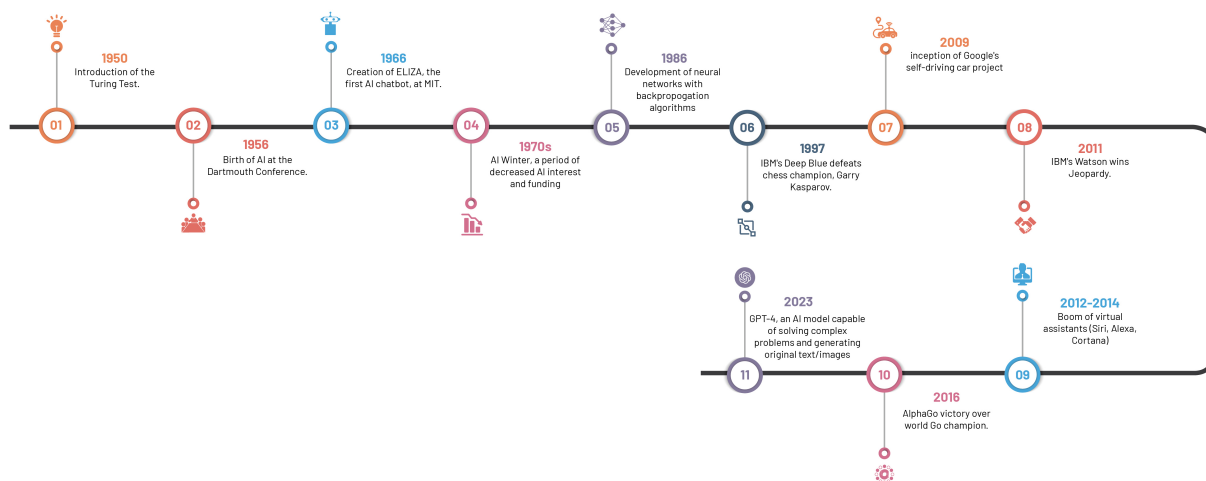 1950
Introduction of the
Turing Test.
01
02
1956
Birth of AI at the
Dartmouth Conference.
1966
Creation of ELIZA, the
first AI chatbot, at MIT.
03
04
1970s
AI Winter, a period of
decreased AI interest
and funding
1986
Development of neural
networks with
backpropogation
algorithms
05
06
1997
IBM's Deep Blue defeats
chess champion, Garry
Kasparov.
2009
inception of Google's
self-driving car project
07
08
2011
IBM's Watson wins
Jeopardy.
2012-2014
Boom of virtual
assistants (Siri, Alexa,
Cortana)
09
10
2016
AlphaGo victory over
world Go champion.
2023
GPT-4, an AI model capable
of solving complex
problems and generating
original text/images
11